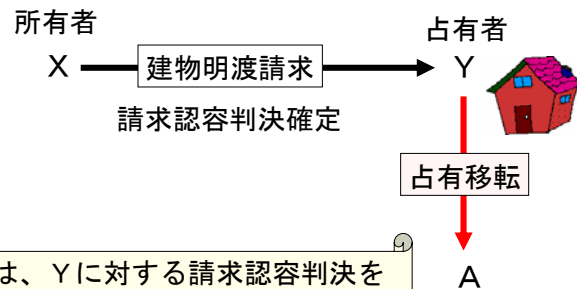 所有者
占有者
X
建物明渡請求
Y
請求認容判決確定
占有移転
は、Yに対する請求認容判決を
A